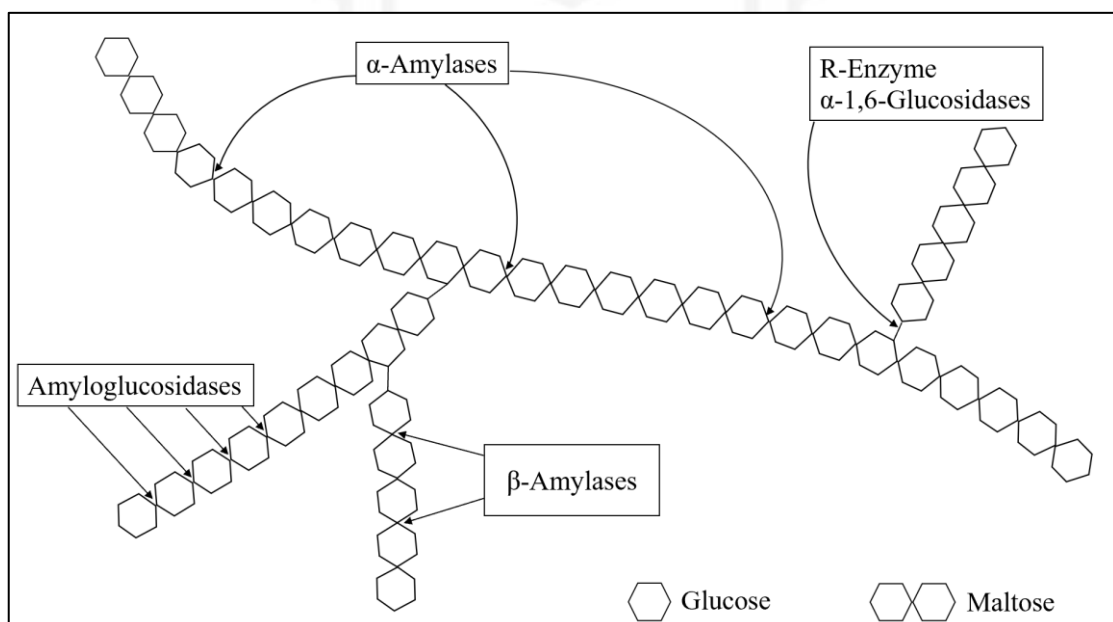 α-Amylases
R-Enzyme
α-1,6-Glucosidases
Amyloglucosidases
β-Amylases
Glucose
Maltose